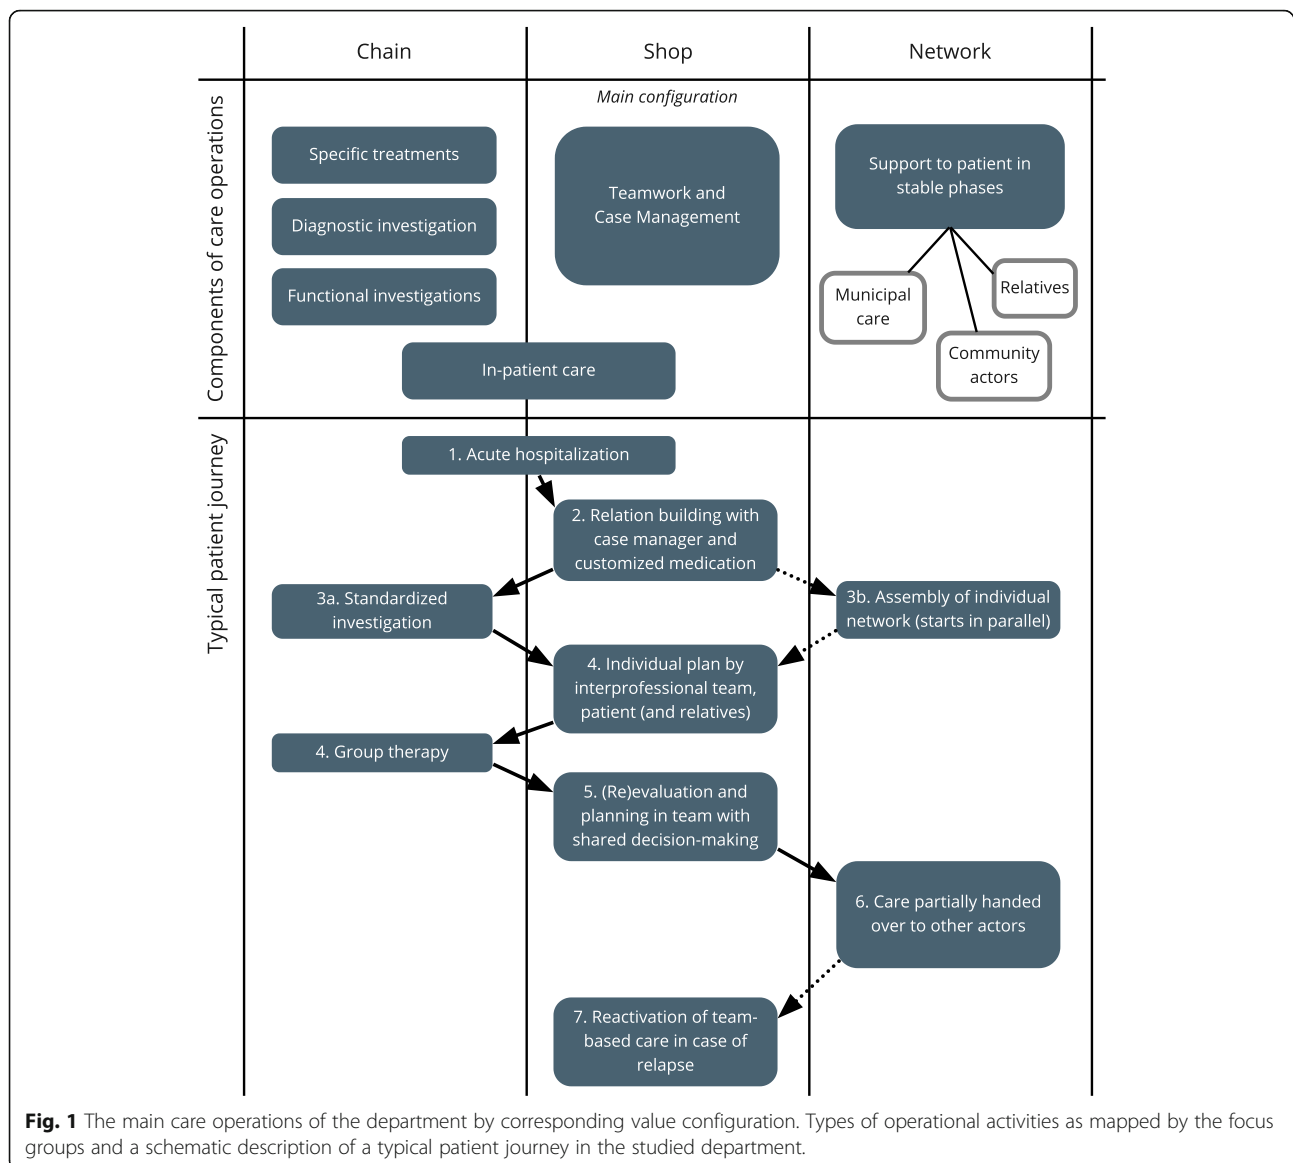 Chain
Shop
Network
Components of care operations
Main configuration
Specific treatments
Diagnostic investigation
Functional investigations
Teamwork and
Case Management
Support to patient in
stable phases
Municipal
care
Relatives
Community
actors
In-patient care
Typical patient journey
1. Acute hospitalization
2. Relation building with
case manager and
customized medication
3a. Standardized
investigation
3b. Assembly of individual
network (starts in parallel)
4. Individual plan by
interprofessional team,
patient (and relatives)
4. Group therapy
5. (Re)evaluation and
planning in team with
shared decision-making
6. Care partially handed
over to other actors
7. Reactivation of team-
based care in case of
relapse
Fig. 1 The main care operations of the department by corresponding value configuration. Types of operational activities as mapped by the focus
groups and a schematic description of a typical patient journey in the studied department.